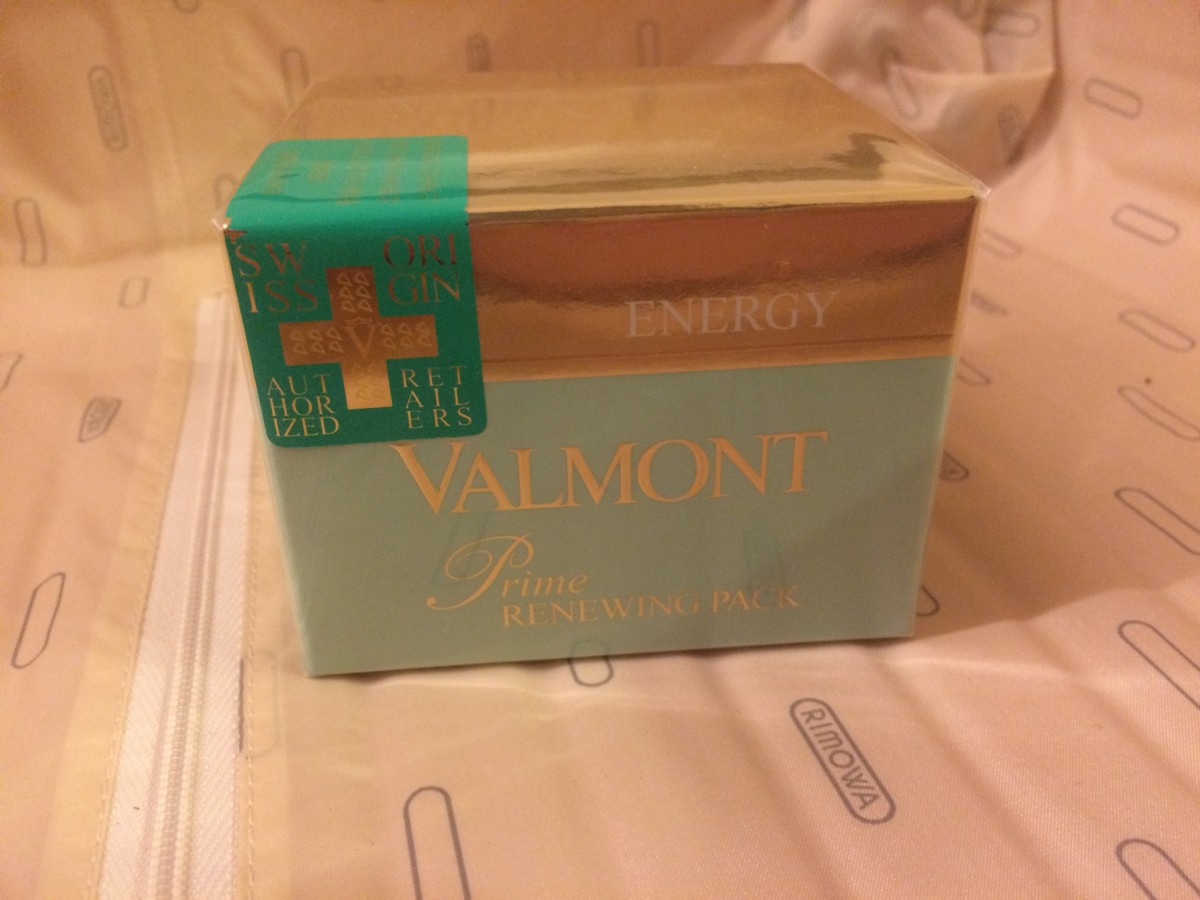 SW
ISS
ORI
GIN
V
AUT
HOR
IZED
RET
AIL
ERS
ENERGY
VALMONT
Prime
RENEWING PACK
RIMOWA